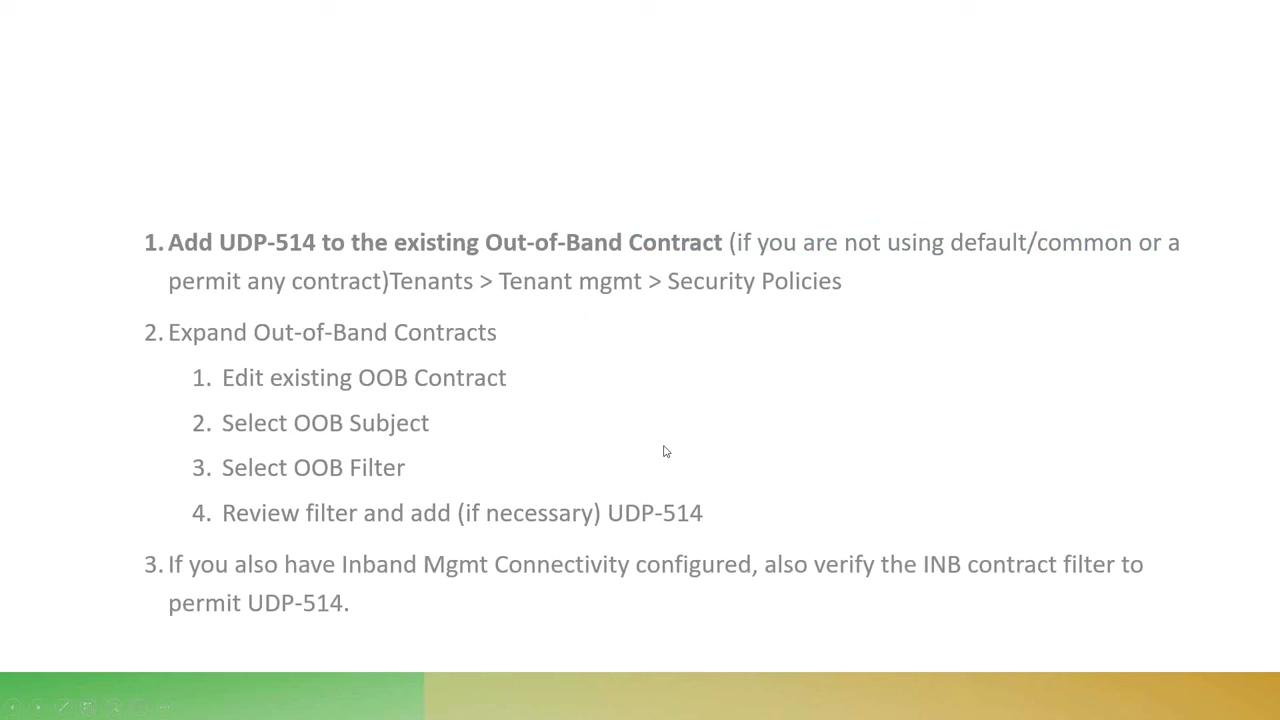 1. Add UDP-514 to the existing Out-of-Band Contract (if you are not using default/common or a
permit any contract)Tenants > Tenant mgmt > Security Policies
2. Expand Out-of-Band Contracts
1. Edit existing OOB Contract
2. Select OOB Subject
3. Select OOB Filter
4. Review filter and add (if necessary) UDP-514
3. If you also have Inband Mgmt Connectivity configured, also verify the INB contract filter to
permit UDP-514.